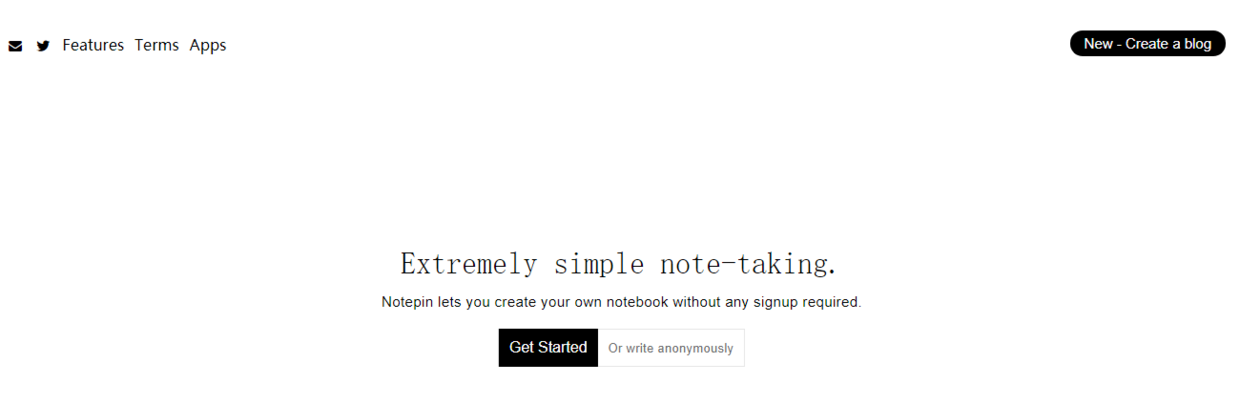 Features Terms Apps
New - Create a blog
Extremely simple note-taking.
Notepin lets you create your own notebook without any signup required.
Get Started Or write anonymously